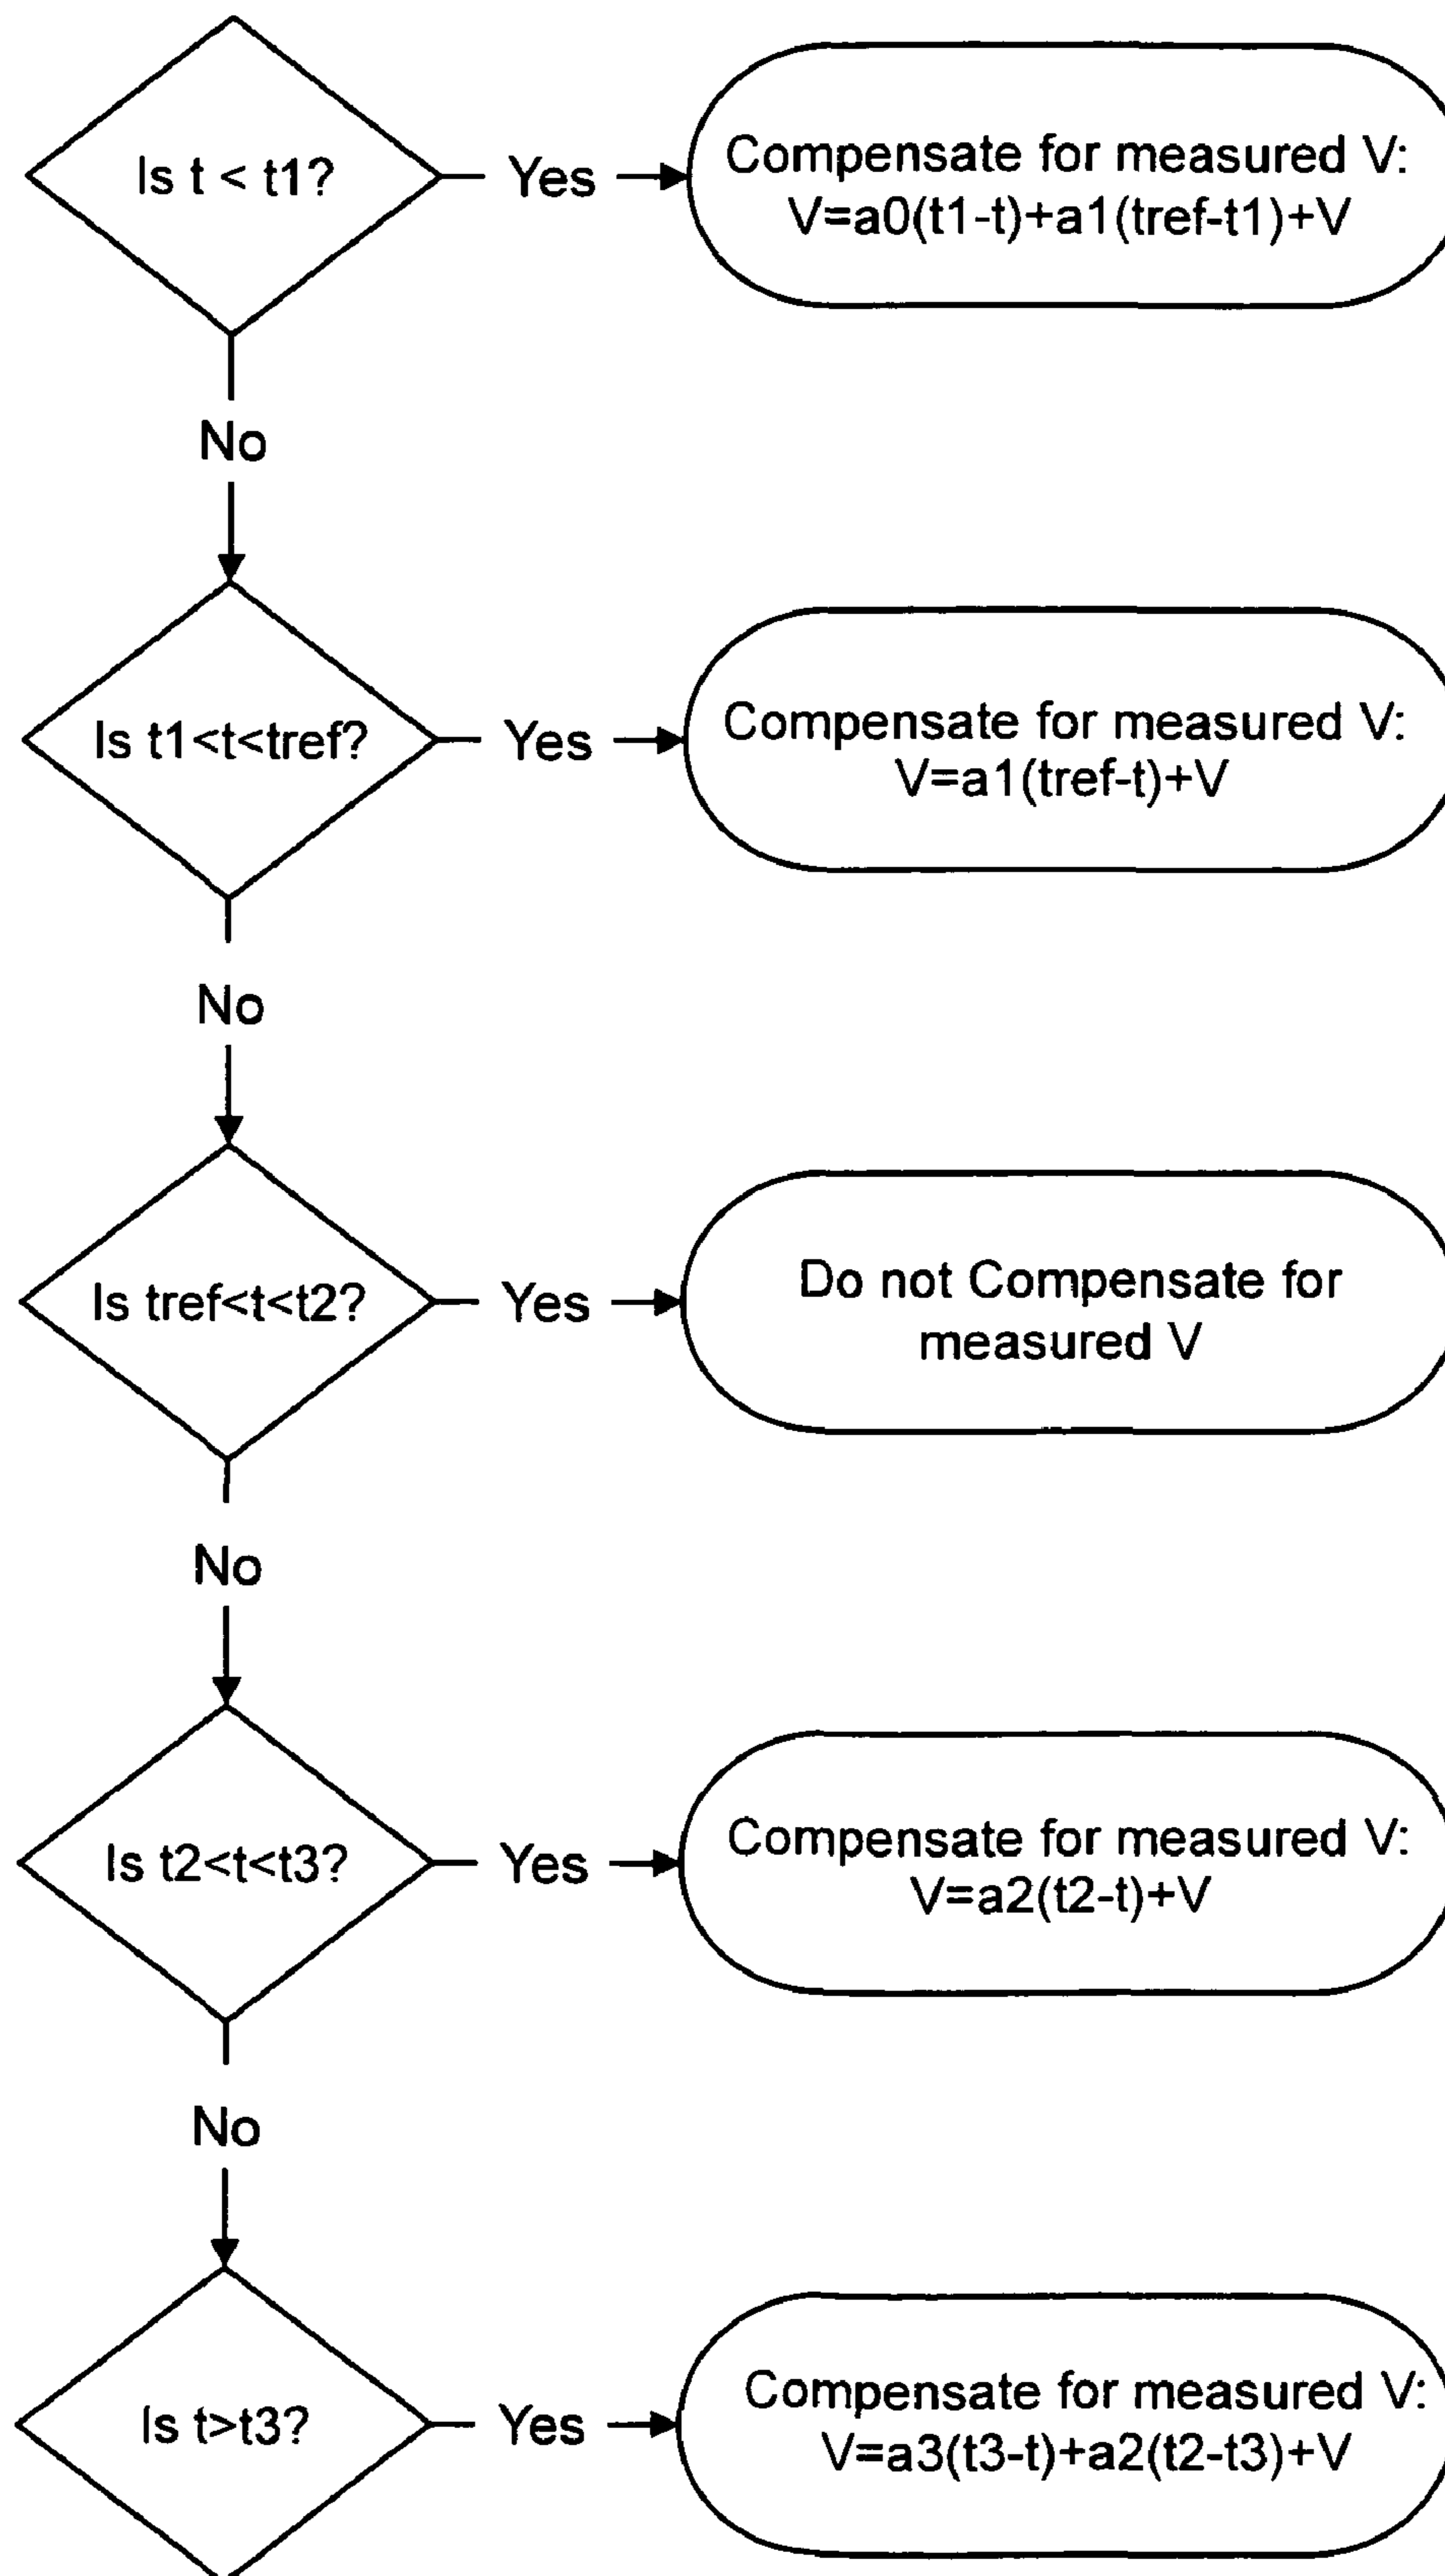 Is t < t1?
Yes
Compensate for measured V:
V=a0(t1-t)+a1(tref-t1)+V
No
Is t1<t<tref?
Yes
Compensate for measured V:
V=a1(tref-t)+V
No
Is tref<t<t2?
Yes
Do not Compensate for
measured V
No
Is t2<t<t3?
Yes
Compensate for measured V:
V=a2(t2-t)+V
No
Is t>t3?
Yes
Compensate for measured V:
V=a3(t3-t)+a2(t2-t3)+V